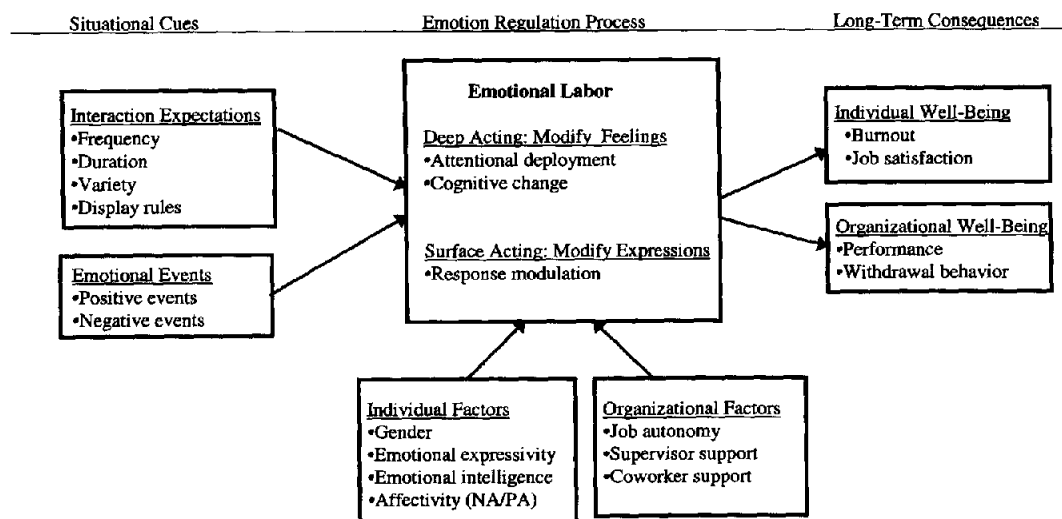 Situational Cues
Emotion Regulation Process
Long-Term Consequences
Interaction Expectations
•Frequency
•Duration
•Variety
•Display rules
Emotional Events
•Positive events
•Negative events
Emotional Labor
Deep Acting: Modify Feelings
•Attentional deployment
•Cognitive change
Surface Acting: Modify Expressions
•Response modulation
Individual Well-Being
•Burnout
•Job satisfaction
Organizational Well-Being
•Performance
•Withdrawal behavior
Individual Factors
•Gender
•Emotional expressivity
•Emotional intelligence
•Affectivity (NA/PA)
Organizational Factors
•Job autonomy
•Supervisor support
•Coworker support